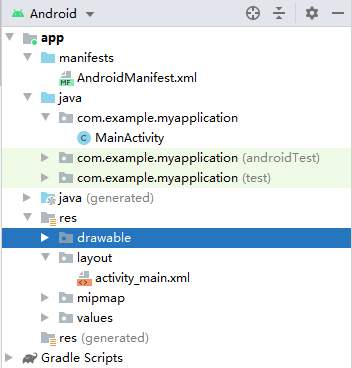 Android
app
manifests
AndroidManifest.xml
java
com.example.myapplication
MainActivity
com.example.myapplication (androidTest)
com.example.myapplication (test)
java (generated)
res
drawable
layout
activity_main.xml
mipmap
values
res (generated)
Gradle Scripts